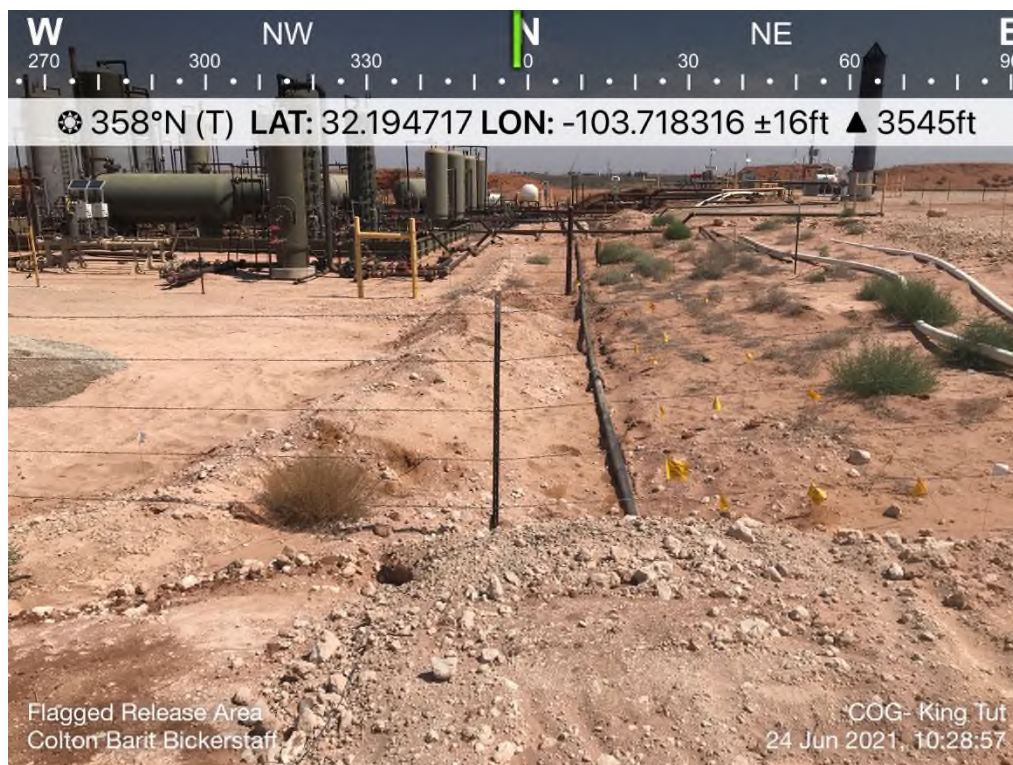 W NW N NE E
270 300 330 0 30 60 90
358°N (T) LAT: 32.194717 LON: -103.718316 ±16ft ▲ 3545ft
Flagged Release Area
Colton Barit Bickerstaff
COG- King Tut
24 Jun 2021, 10:28:57